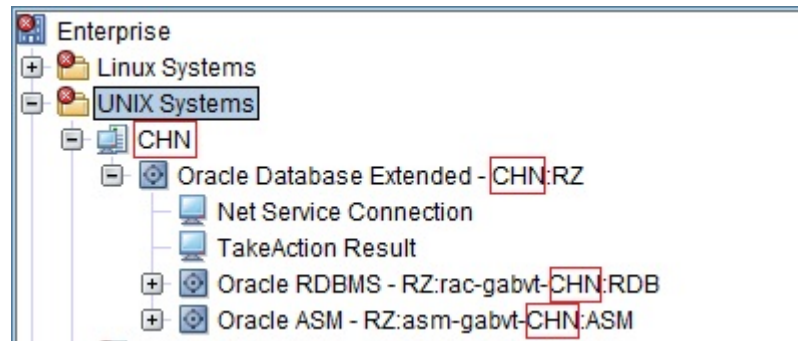 Enterprise
Linux Systems
UNIX Systems
CHN
Oracle Database Extended - CHN:RZ
Net Service Connection
TakeAction Result
Oracle RDBMS - RZ:rac-gabvt-CHN:RDB
Oracle ASM - RZ:asm-gabvt-CHN:ASM